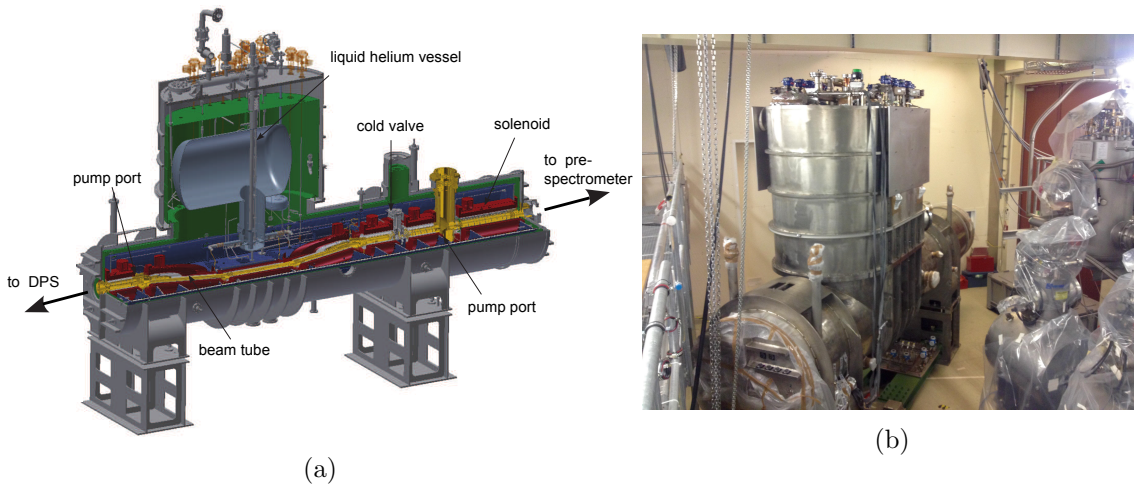 liquid helium vessel
cold valve
solenoid
to pre-
spectrometer
pump port
to DPS
pump port
beam tube
(a)
(b)